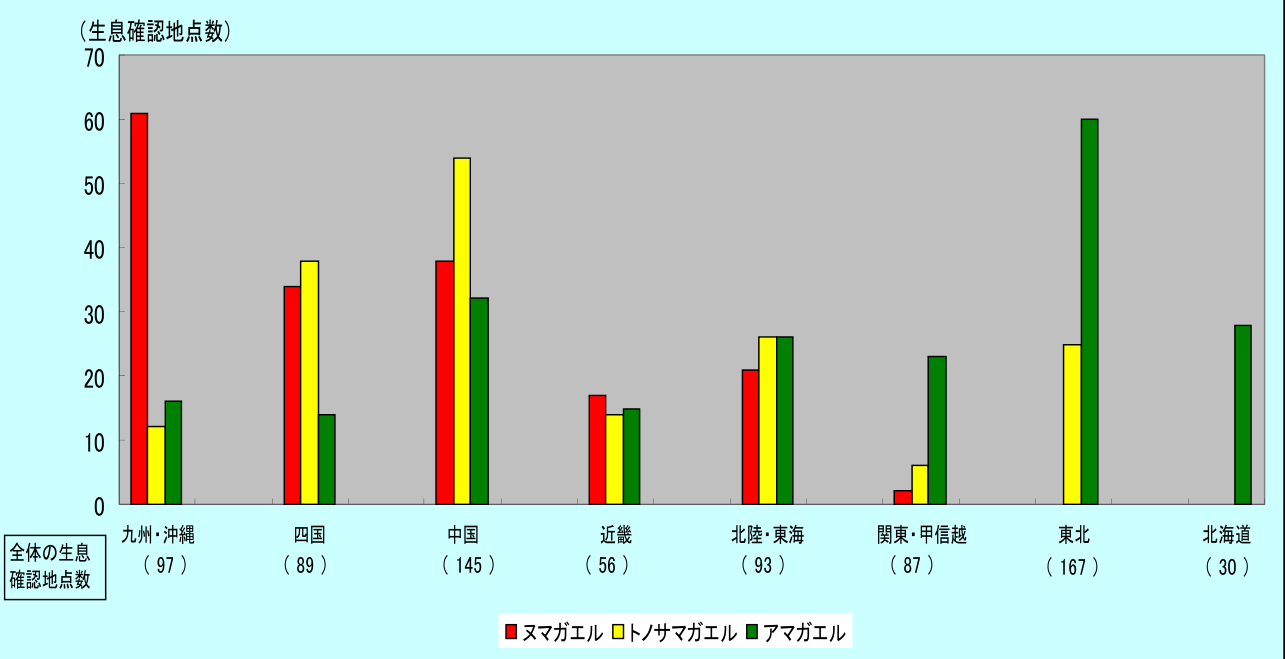 （生息確認地点数）
70
60
50
40
30
20
10
0
九州・沖縄 四国 中国 近畿 北陸・東海 関東・甲信越 東北 北海道
全体の生息
確認地点数
（ 97 ） （ 89 ） （ 145 ） （ 56 ） （ 93 ） （ 87 ） （ 167 ） （ 30 ）
ヌマガエル トノサマガエル アマガエル